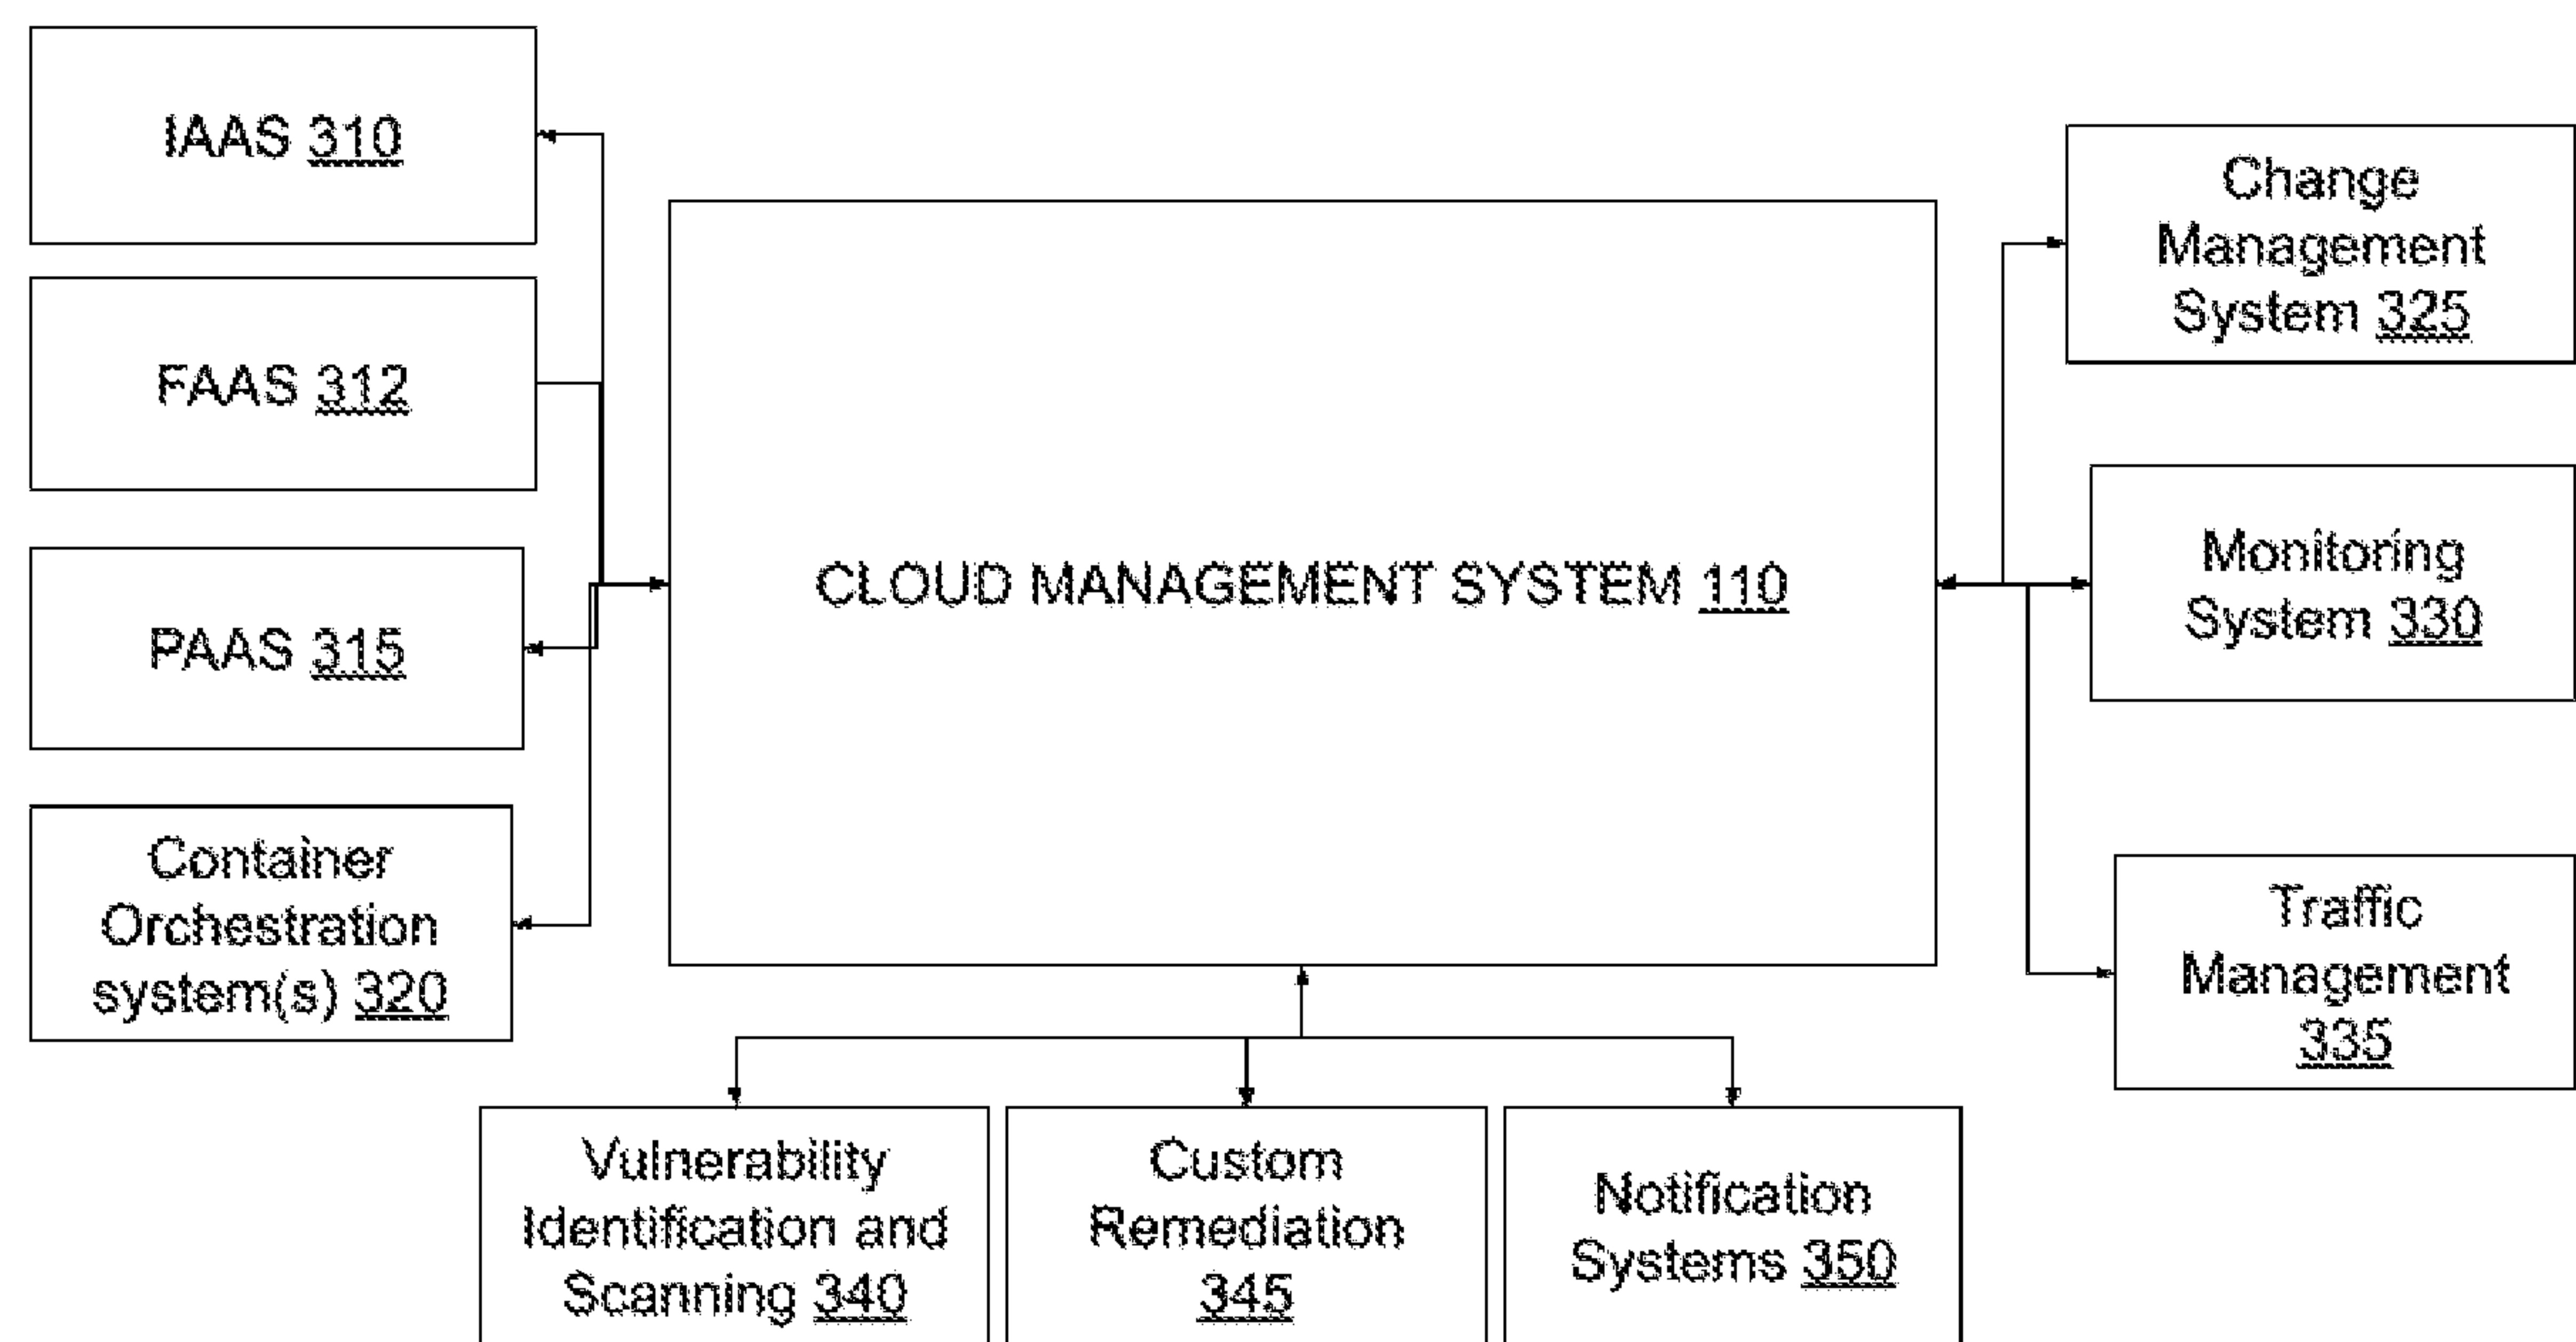 IAAS 310
FAAS 312
PAAS 315
Container
Orchestration
system(s) 320
CLOUD MANAGEMENT SYSTEM 110
Change
Management
System 325
Monitoring
System 330
Traffic
Management
335
Vulnerability
Identification and
Scanning 340
Custom
Remediation
345
Notification
Systems 350